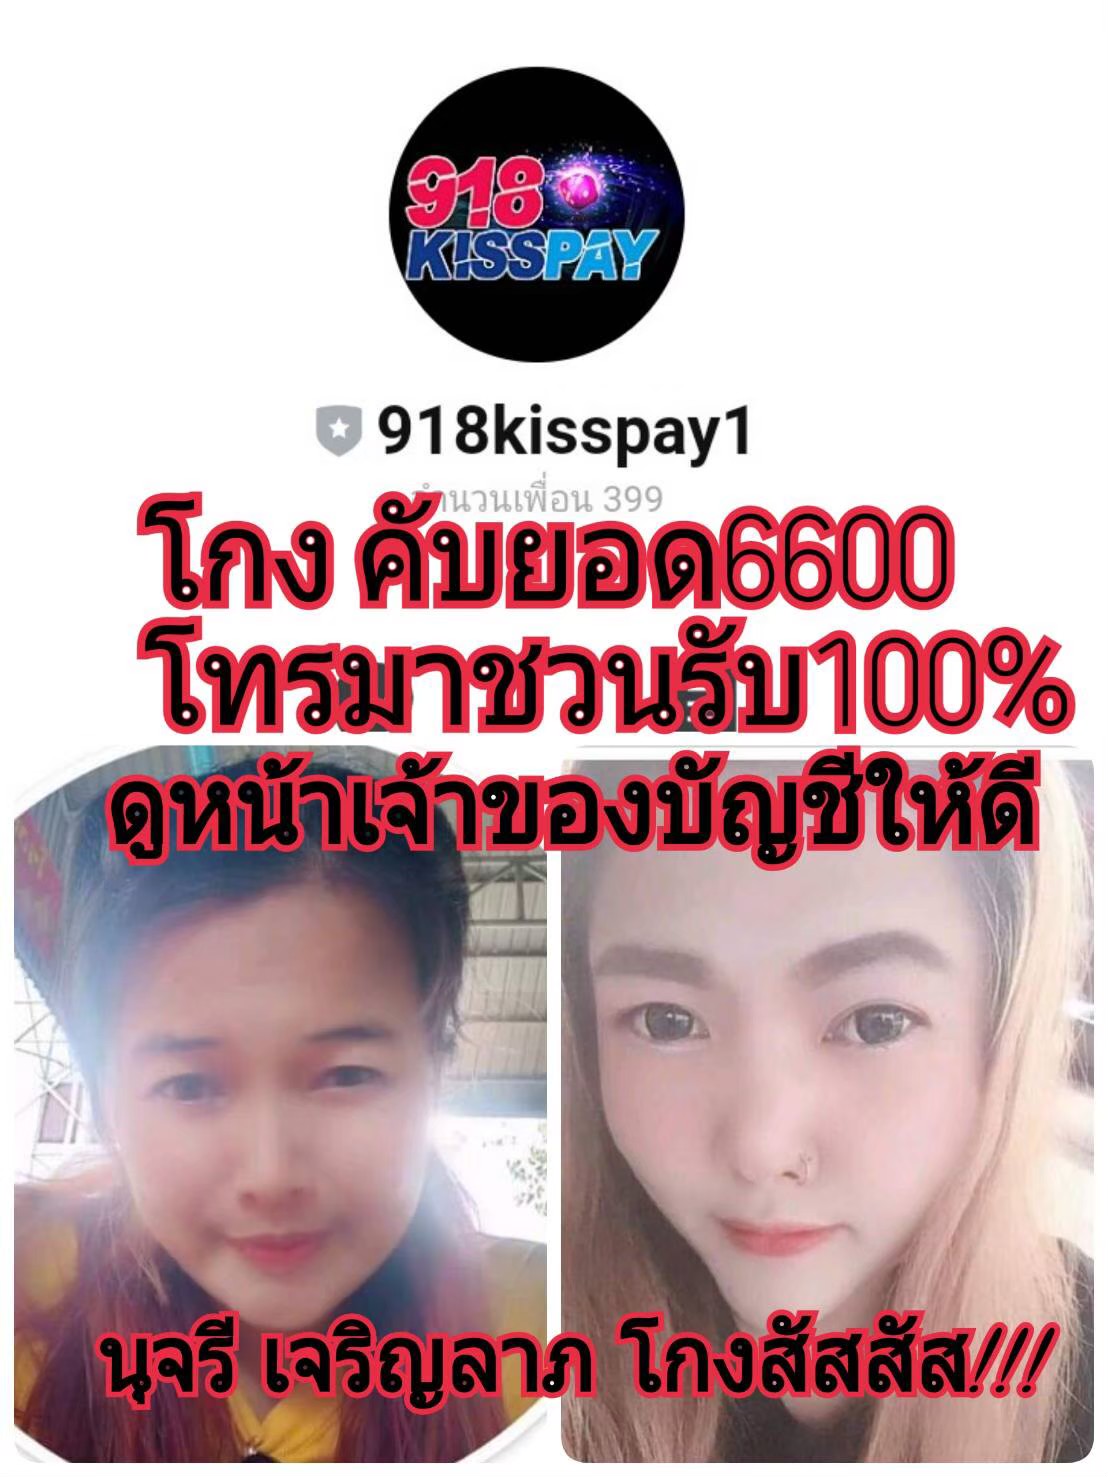 918
KISSPAY
918kisspay1
จำนวนเพื่อน 399
โกง คับยอด6600
โทรมาชวนรับ100%
ดูหน้าเจ้าของบัญชีให้ดี
นุจรี เจริญลาภ โกงสัสสัส!!!